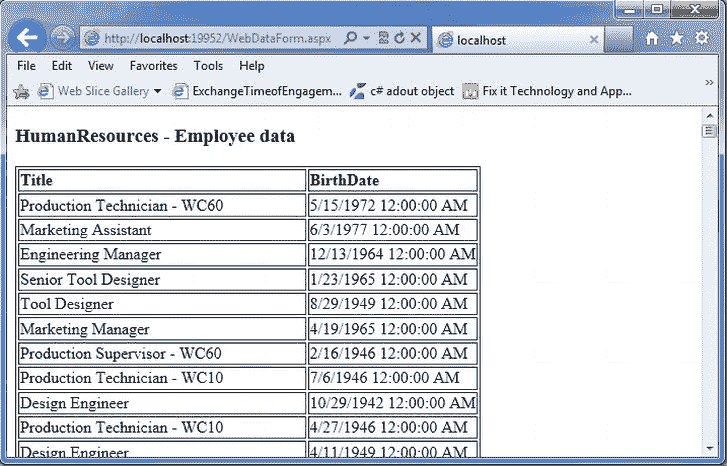 http://localhost:19952/WebDataForm.aspx
localhost
File Edit View Favorites Tools Help
Web Slice Gallery ExchangeTimeofEngagem... c# adout object Fix it Technology and App...
HumanResources - Employee data
Title BirthDate
Production Technician - WC60 5/15/1972 12:00:00 AM
Marketing Assistant 6/3/1977 12:00:00 AM
Engineering Manager 12/13/1964 12:00:00 AM
Senior Tool Designer 1/23/1965 12:00:00 AM
Tool Designer 8/29/1949 12:00:00 AM
Marketing Manager 4/19/1965 12:00:00 AM
Production Supervisor - WC60 2/16/1946 12:00:00 AM
Production Technician - WC10 7/6/1946 12:00:00 AM
Design Engineer 10/29/1942 12:00:00 AM
Production Technician - WC10 4/27/1946 12:00:00 AM
Design Engineer 4/11/1949 12:00:00 AM